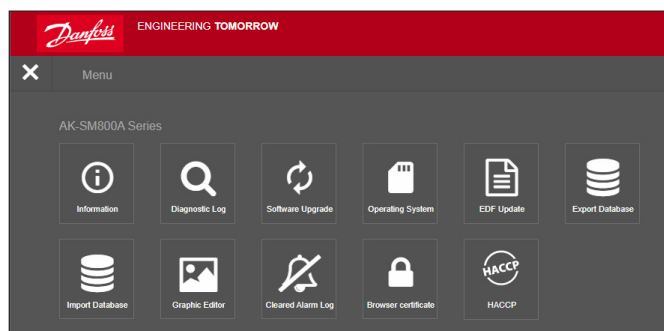 Danfoss
ENGINEERING TOMORROW
Menu
AK-SM800A Series
Information
Diagnostic Log
Software Upgrade
Operating System
EDF Update
Export Database
Import Database
Graphic Editor
Cleared Alarm Log
Browser certificate
HACCP
HACCP